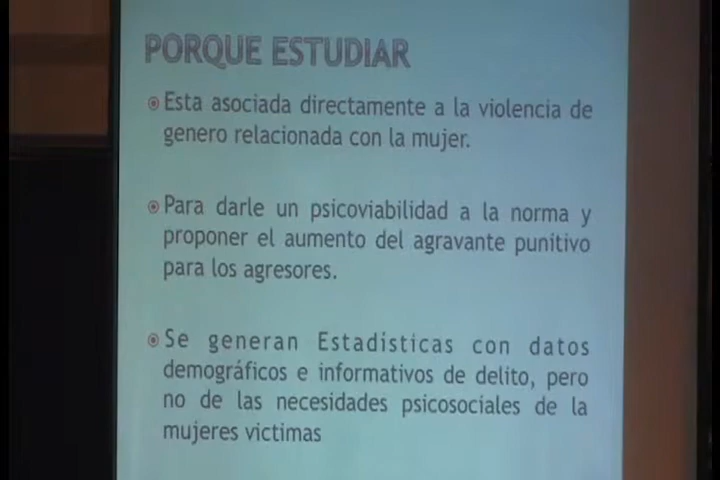 PORQUE ESTUDIAR
Esta asociada directamente a la violencia de
genero relacionada con la mujer.
Para darle un psicoviabilidad a la norma y
proponer el aumento del agravante punitivo
para los agresores.
Se generan Estadísticas con datos
demográficos e informativos de delito, pero
no de las necesidades psicosociales de la
mujeres victimas